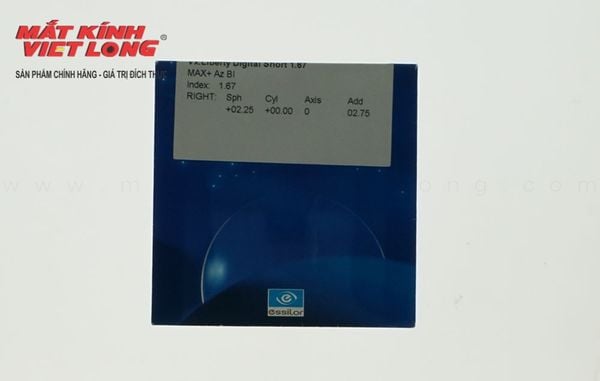 MẮT KÍNH ®
VIỆT LONG
SẢN PHẨM CHÍNH HÃNG - GIÁ TRỊ ĐÍCH THỰC
Vx.Liberty Digital Short 1.67
MAX+ Az Bl
Index: 1.67
RIGHT: Sph Cyl Axis Add
+02.25 +00.00 0 02.75
essilor